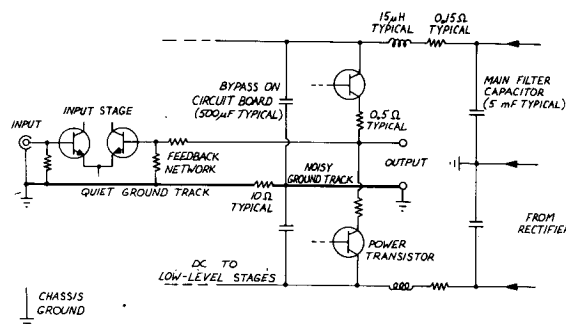 15μH
TYPICAL
0.15Ω
TYPICAL
BYPASS ON
CIRCUIT BOARD
(500μF TYPICAL)
MAIN FILTER
CAPACITOR
(5 mF TYPICAL)
INPUT STAGE
INPUT
0.5Ω
TYPICAL
FEEDBACK
NETWORK
OUTPUT
NOISY
GROUND TRACK
QUIET GROUND TRACK
10Ω
TYPICAL
FROM
RECTIFIER
POWER
TRANSISTOR
DC TO
LOW-LEVEL STAGES
CHASSIS
GROUND